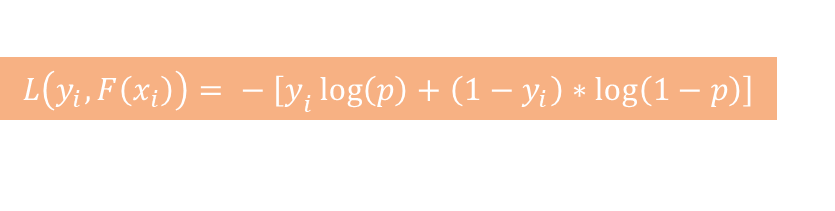 L(yᵢ, F(xᵢ)) = − [yᵢ log(p) + (1 − yᵢ) ∗ log(1 − p)]